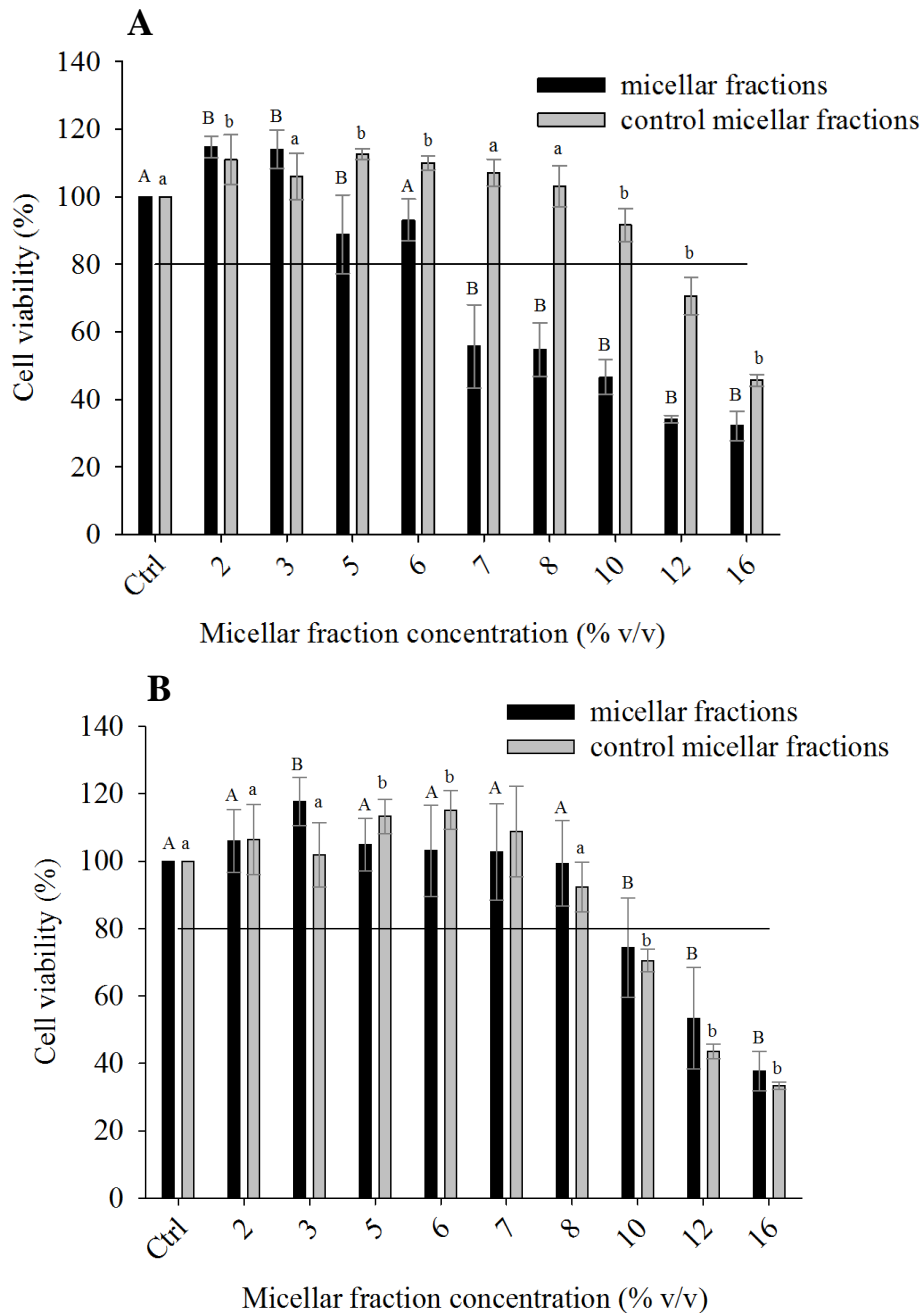 A
140
120
100
80
60
40
20
0
Cell viability (%)
micellar fractions
control micellar fractions
A a
B b
B a
B b
A b
B a
B a
B b
B b
B b
Ctrl 2 3 5 6 7 8 10 12 16
Micellar fraction concentration (% v/v)
B
140
120
100
80
60
40
20
0
Cell viability (%)
micellar fractions
control micellar fractions
A a
A a
B a
A b
A b
A
A a
B b
B b
B b
Ctrl 2 3 5 6 7 8 10 12 16
Micellar fraction concentration (% v/v)